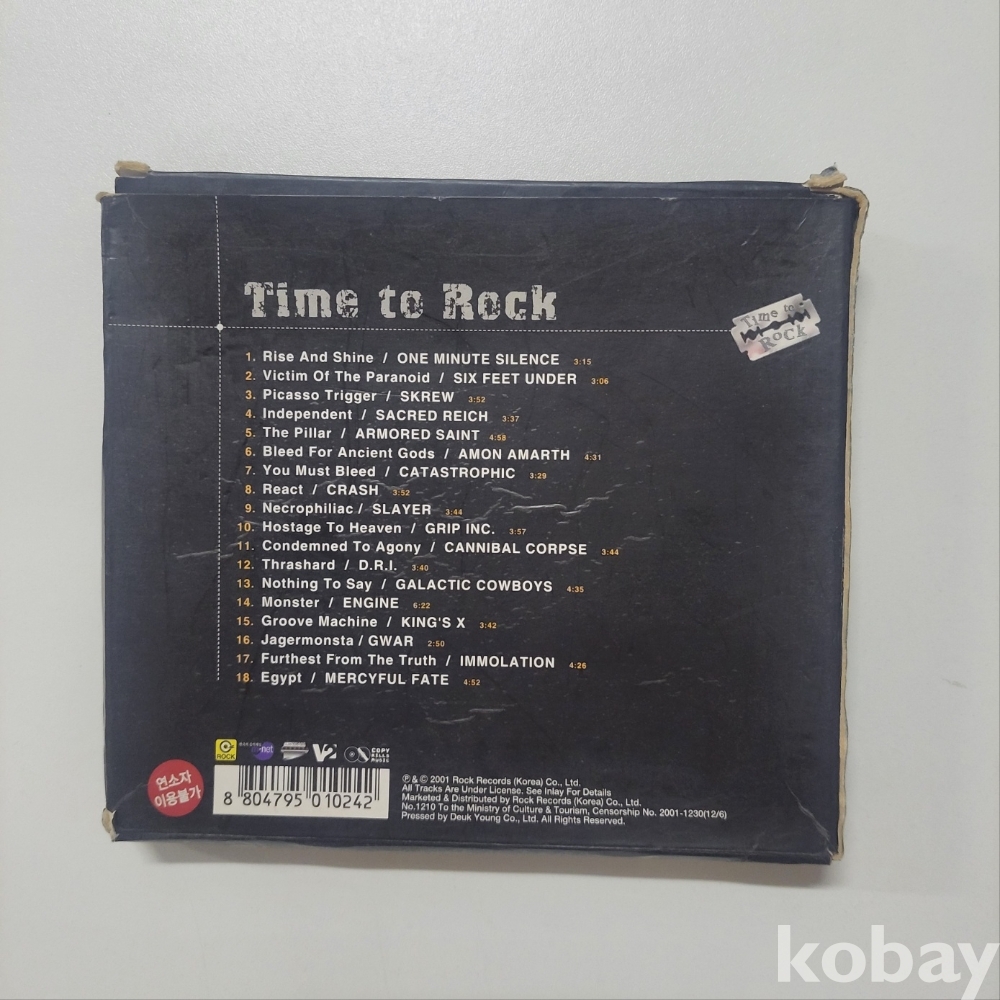 Time to Rock
Time to
Rock
1. Rise And Shine / ONE MINUTE SILENCE 3:15
2. Victim Of The Paranoid / SIX FEET UNDER 3:06
3. Picasso Trigger / SKREW 3:52
4. Independent / SACRED REICH 3:37
5. The Pillar / ARMORED SAINT 4:58
6. Bleed For Ancient Gods / AMON AMARTH 4:31
7. You Must Bleed / CATASTROPHIC 3:29
8. React / CRASH 3:52
9. Necrophiliac / SLAYER 3:44
10. Hostage To Heaven / GRIP INC. 3:57
11. Condemned To Agony / CANNIBAL CORPSE 3:44
12. Thrashard / D.R.I. 3:40
13. Nothing To Say / GALACTIC COWBOYS 4:35
14. Monster / ENGINE 6:22
15. Groove Machine / KING'S X 3:42
16. Jagermonsta / GWAR 2:50
17. Furthest From The Truth / IMMOLATION 4:26
18. Egypt / MERCYFUL FATE 4:52
ROCK
net
V2
COPY
KILLS
MUSIC
연소자
이용불가
8 804795 010242
℗ & © 2001 Rock Records (Korea) Co., Ltd.
All Tracks Are Under License. See Inlay For Details
Marketed & Distributed by Rock Records (Korea) Co., Ltd.
No.1210 To the Ministry of Culture & Tourism, Censorship No. 2001-1230(12/6)
Pressed by Deuk Young Co., Ltd. All Rights Reserved.
kobay